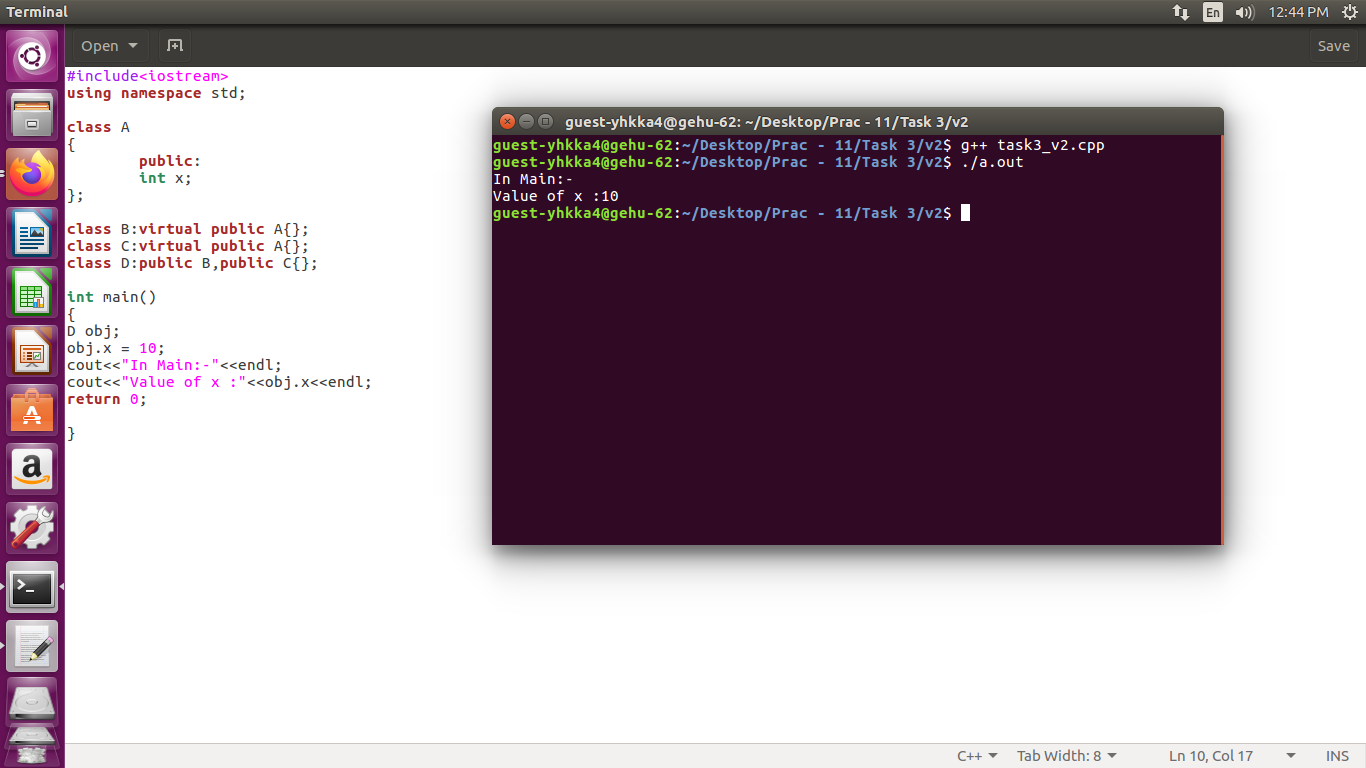 Terminal
En
12:44 PM
Open
Save
#include<iostream>
using namespace std;
class A
{
public:
int x;
};
class B:virtual public A{};
class C:virtual public A{};
class D:public B,public C{};
int main()
{
D obj;
obj.x = 10;
cout<<"In Main:-"<<endl;
cout<<"Value of x :"<<obj.x<<endl;
return 0;
}
guest-yhkka4@gehu-62: ~/Desktop/Prac - 11/Task 3/v2
guest-yhkka4@gehu-62:~/Desktop/Prac - 11/Task 3/v2$ g++ task3_v2.cpp
guest-yhkka4@gehu-62:~/Desktop/Prac - 11/Task 3/v2$ ./a.out
In Main:-
Value of x :10
guest-yhkka4@gehu-62:~/Desktop/Prac - 11/Task 3/v2$
C++
Tab Width: 8
Ln 10, Col 17
INS